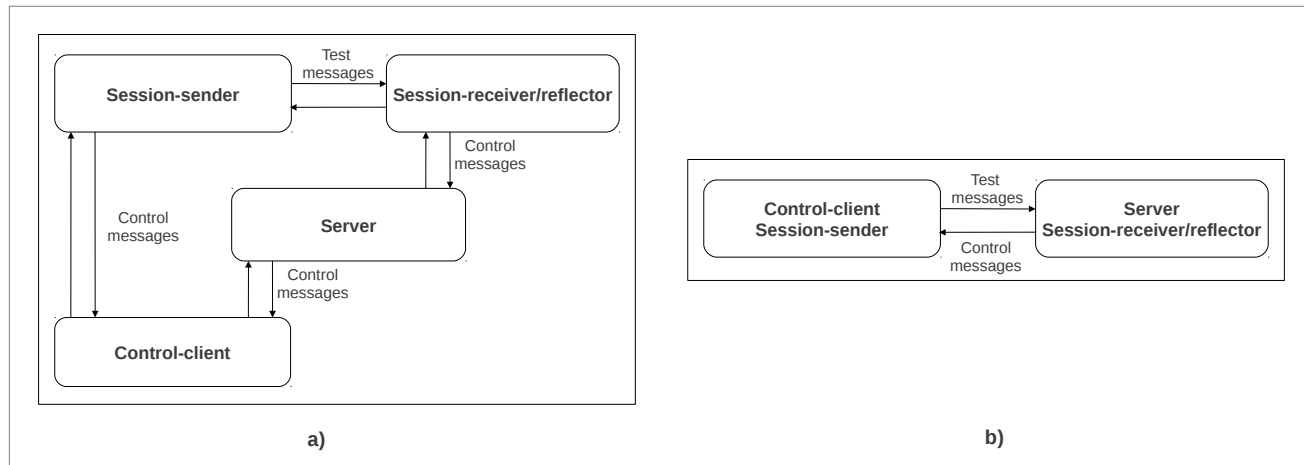 Test
messages
Session-sender
Session-receiver/reflector
Control
messages
Control
messages
Server
Control
messages
Control-client
a)
Test
messages
Control-client
Session-sender
Server
Session-receiver/reflector
Control
messages
b)